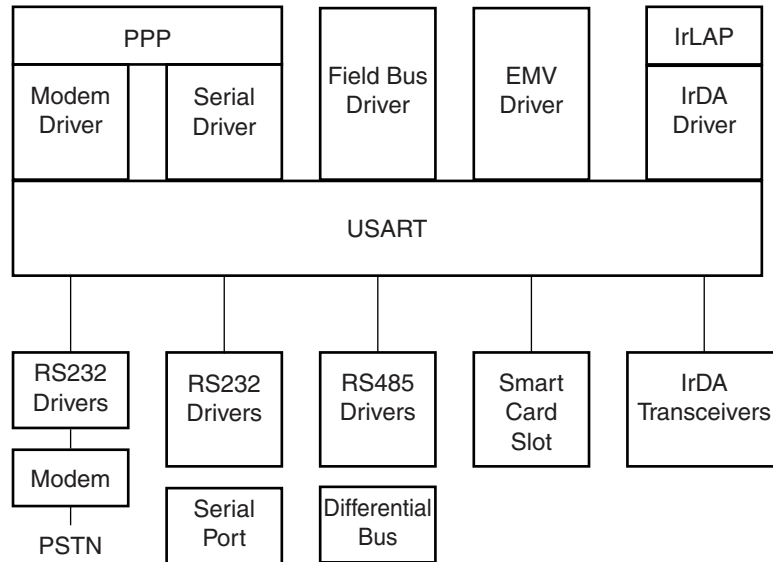 PPP
Modem
Driver
Serial
Driver
Field Bus
Driver
EMV
Driver
IrLAP
IrDA
Driver
USART
RS232
Drivers
Modem
PSTN
RS232
Drivers
Serial
Port
RS485
Drivers
Differential
Bus
Smart
Card
Slot
IrDA
Transceivers